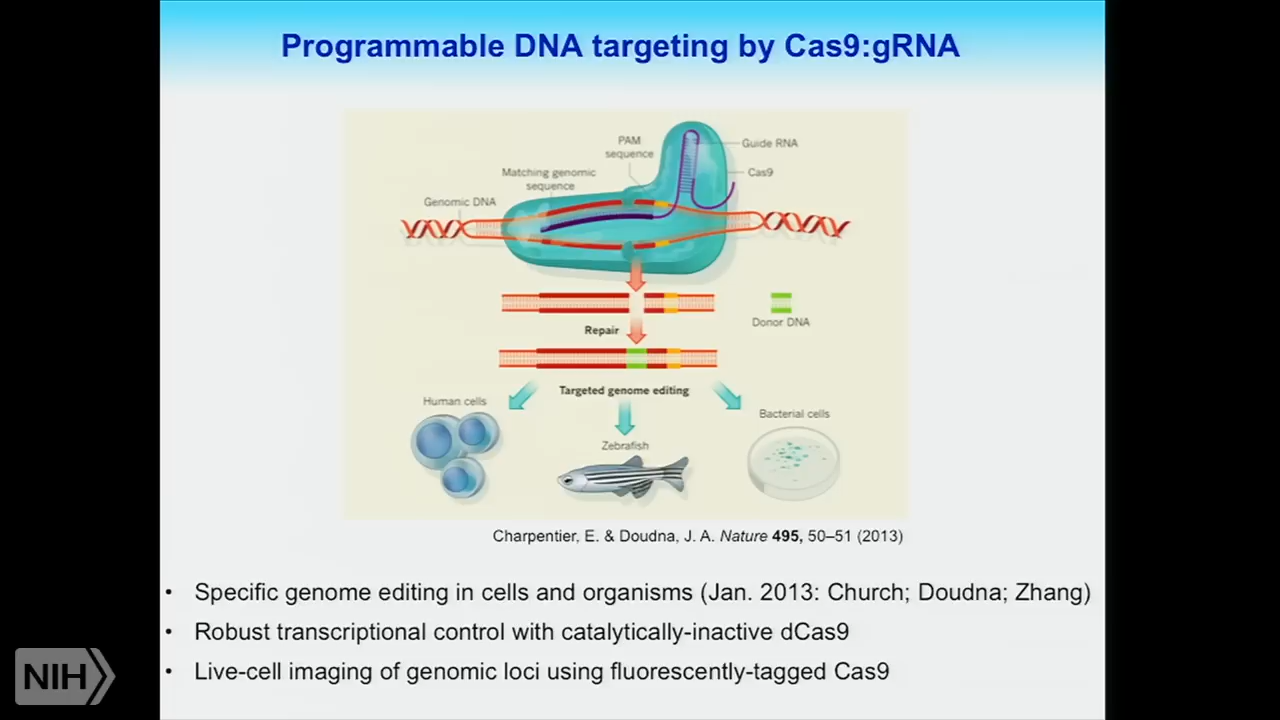 Programmable DNA targeting by Cas9:gRNA
PAM
sequence
Guide RNA
Matching genomic
sequence
Cas9
Genomic DNA
Donor DNA
Repair
Targeted genome editing
Human cells
Zebrafish
Bacterial cells
Charpentier, E. & Doudna, J. A. Nature 495, 50–51 (2013)
• Specific genome editing in cells and organisms (Jan. 2013: Church; Doudna; Zhang)
• Robust transcriptional control with catalytically-inactive dCas9
• Live-cell imaging of genomic loci using fluorescently-tagged Cas9
NIH